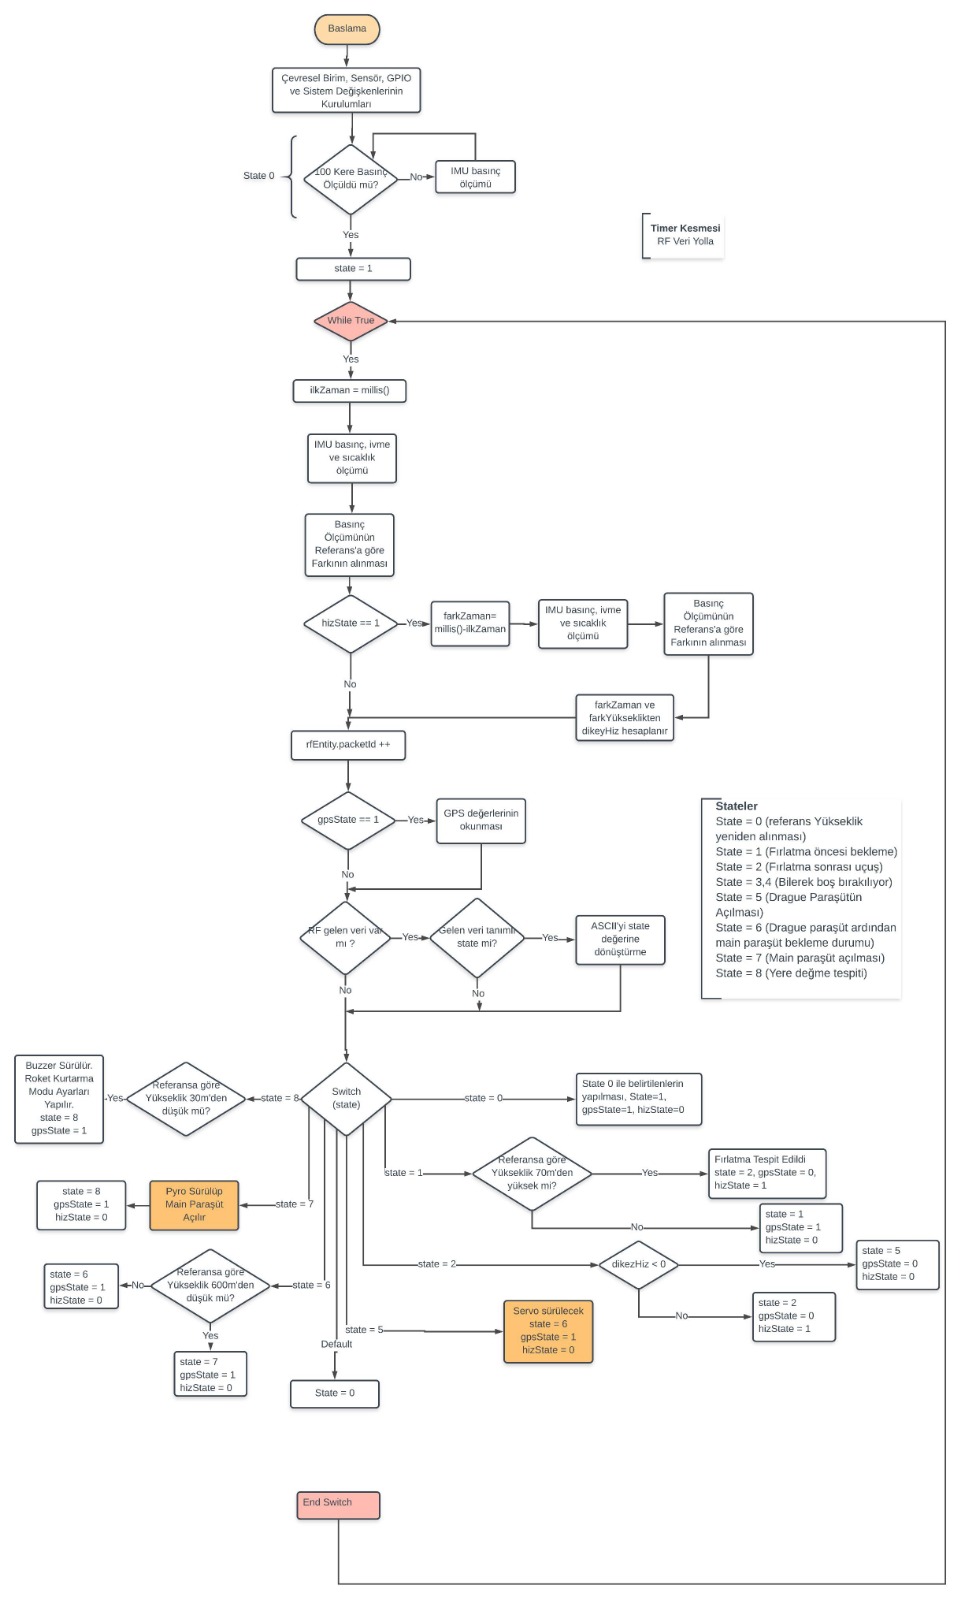 Baslama
Çevresel Birim, Sensör, GPIO
ve Sistem Değişkenlerinin
Kurulumları
State 0
100 Kere Basınç
Ölçüldü mü?
No
IMU basınç
ölçümü
Yes
Timer Kesmesi
RF Veri Yolla
state = 1
While True
Yes
ilkZaman = millis()
IMU basınç, ivme
ve sıcaklık
ölçümü
Basınç
Ölçümünün
Referans'a göre
Farkının alınması
hizState == 1
Yes
farkZaman=
millis()-ilkZaman
IMU basınç, ivme
ve sıcaklık
ölçümü
Basınç
Ölçümünün
Referans'a göre
Farkının alınması
No
farkZaman ve
farkYükseklikten
dikeyHiz hesaplanır
rfEntity.packetId ++
gpsState == 1
Yes
GPS değerlerinin
okunması
No
Stateler
State = 0 (referans Yükseklik
yeniden alınması)
State = 1 (Fırlatma öncesi bekleme)
State = 2 (Fırlatma sonrası uçuş)
State = 3,4 (Bilerek boş bırakılıyor)
State = 5 (Drague Paraşütün
Açılması)
State = 6 (Drague paraşüt ardından
main paraşüt bekleme durumu)
State = 7 (Main paraşüt açılması)
State = 8 (Yere değme tespiti)
RF gelen veri var
mı ?
Yes
Gelen veri tanımlı
state mi?
Yes
ASCII'yi state
değerine
dönüştürme
No
No
Buzzer Sürülür.
Roket Kurtarma
Modu Ayarları
Yapılır.
state = 8
gpsState = 1
Yes
Referansa göre
Yükseklik 30m'den
düşük mü?
state = 8
Switch
(state)
state = 0
State 0 ile belirtilenlerin
yapılması, State=1,
gpsState=1, hizState=0
state = 1
Referansa göre
Yükseklik 70m'den
yüksek mi?
Yes
Fırlatma Tespit Edildi
state = 2, gpsState = 0,
hizState = 1
No
state = 1
gpsState = 1
hizState = 0
state = 8
gpsState = 1
hizState = 0
Pyro Sürülüp
Main Paraşüt
Açılır
state = 7
state = 2
dikezHiz < 0
Yes
state = 5
gpsState = 0
hizState = 0
No
state = 2
gpsState = 0
hizState = 1
state = 6
gpsState = 1
hizState = 0
No
Referansa göre
Yükseklik 600m'den
düşük mü?
state = 6
Yes
state = 7
gpsState = 1
hizState = 0
state = 5
Servo sürülecek
state = 6
gpsState = 1
hizState = 0
Default
State = 0
End Switch